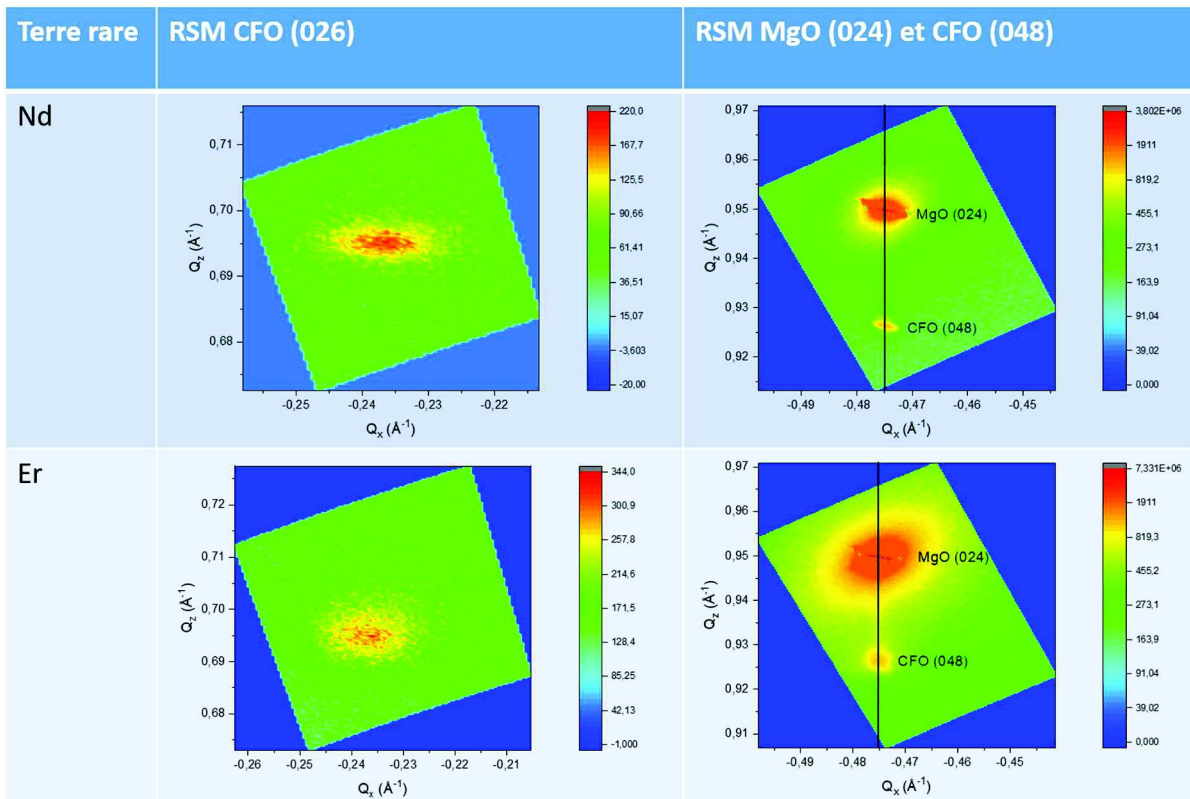 Terre rare RSM CFO (026) RSM MgO (024) et CFO (048)
Nd
0,71
0,70
0,69
0,68
Qz (Å⁻¹)
-0,25 -0,24 -0,23 -0,22
Qx (Å⁻¹)
220,0
167,7
125,5
90,66
61,41
36,51
15,07
-3,603
-20,00
0,97
0,96
0,95
0,94
0,93
0,92
Qz (Å⁻¹)
MgO (024)
CFO (048)
-0,49 -0,48 -0,47 -0,46 -0,45
Qx (Å⁻¹)
3,802E+06
1911
819,2
455,1
273,1
163,9
91,04
39,02
0,000
Er
0,72
0,71
0,70
0,69
0,68
Qz (Å⁻¹)
-0,26 -0,25 -0,24 -0,23 -0,22 -0,21
Qx (Å⁻¹)
344,0
300,9
257,8
214,6
171,5
128,4
85,25
42,13
-1,000
0,97
0,96
0,95
0,94
0,93
0,92
0,91
Qz (Å⁻¹)
MgO (024)
CFO (048)
-0,49 -0,48 -0,47 -0,46 -0,45
Qx (Å⁻¹)
7,331E+06
1911
819,3
455,2
273,1
163,9
91,04
39,02
0,000